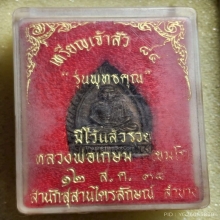 เหรียญเจ้าสัว ๘๔
"รุ่นพุทธคุณ"
มีไว้แล้วรวย
หลวงพ่อเกษม เขมโก
๑๒ ส.ค. ๓๘
สำนักสุสานไตรลักษณ์ ลำปาง